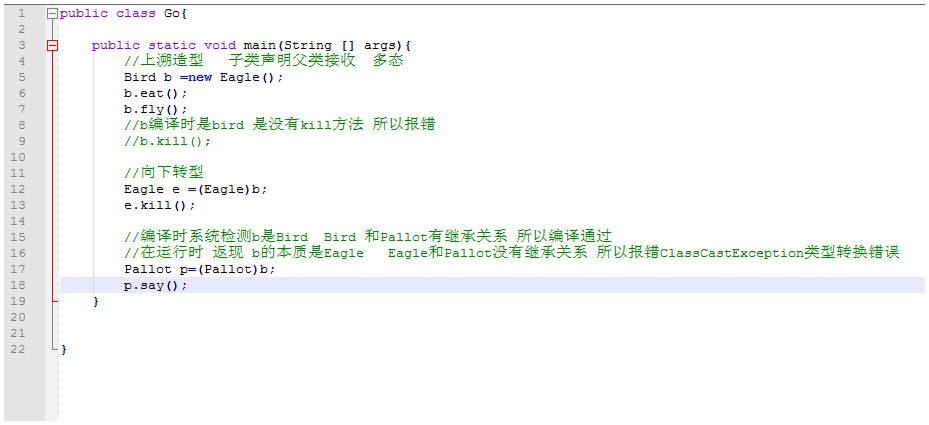 1 public class Go{
2
3 public static void main(String [] args){
4 //上溯造型 子类声明父类接收 多态
5 Bird b =new Eagle();
6 b.eat();
7 b.fly();
8 //b编译时是bird 是没有kill方法 所以报错
9 //b.kill();
10
11 //向下转型
12 Eagle e =(Eagle)b;
13 e.kill();
14
15 //编译时系统检测b是Bird Bird 和Pallot有继承关系 所以编译通过
16 //在运行时 返现 b的本质是Eagle Eagle和Pallot没有继承关系 所以报错ClassCastException类型转换错误
17 Pallot p=(Pallot)b;
18 p.say();
19 }
20
21
22 }